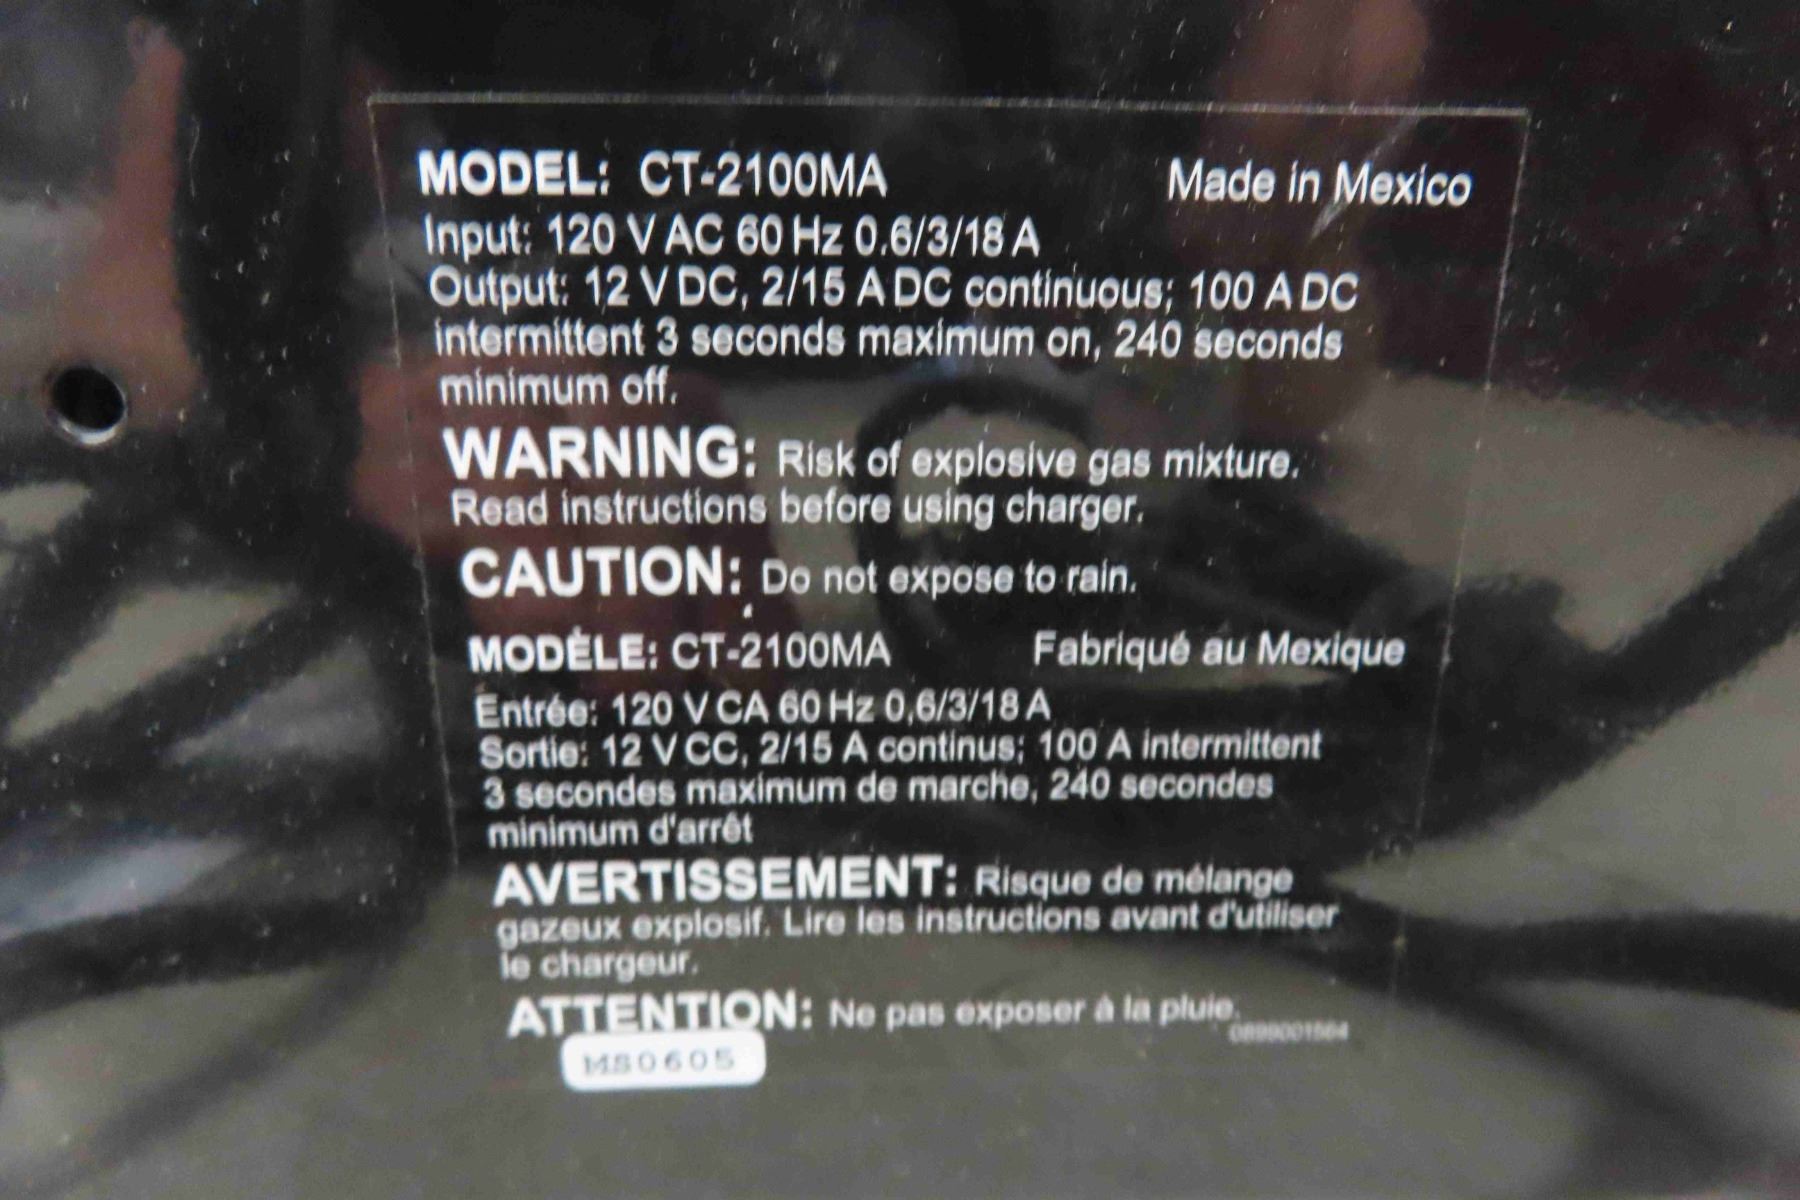 MODEL: CT-2100MA Made in Mexico
Input: 120 V AC 60 Hz 0.6/3/18 A
Output: 12 V DC, 2/15 A DC continuous; 100 A DC
intermittent 3 seconds maximum on, 240 seconds
minimum off.
WARNING: Risk of explosive gas mixture.
Read instructions before using charger.
CAUTION: Do not expose to rain.
MODÈLE: CT-2100MA Fabriqué au Mexique
Entrée: 120 V CA 60 Hz 0,6/3/18 A
Sortie: 12 V CC, 2/15 A continus; 100 A intermittent
3 secondes maximum de marche, 240 secondes
minimum d'arrêt
AVERTISSEMENT: Risque de mélange
gazeux explosif. Lire les instructions avant d'utiliser
le chargeur.
ATTENTION: Ne pas exposer à la pluie.
MS0605